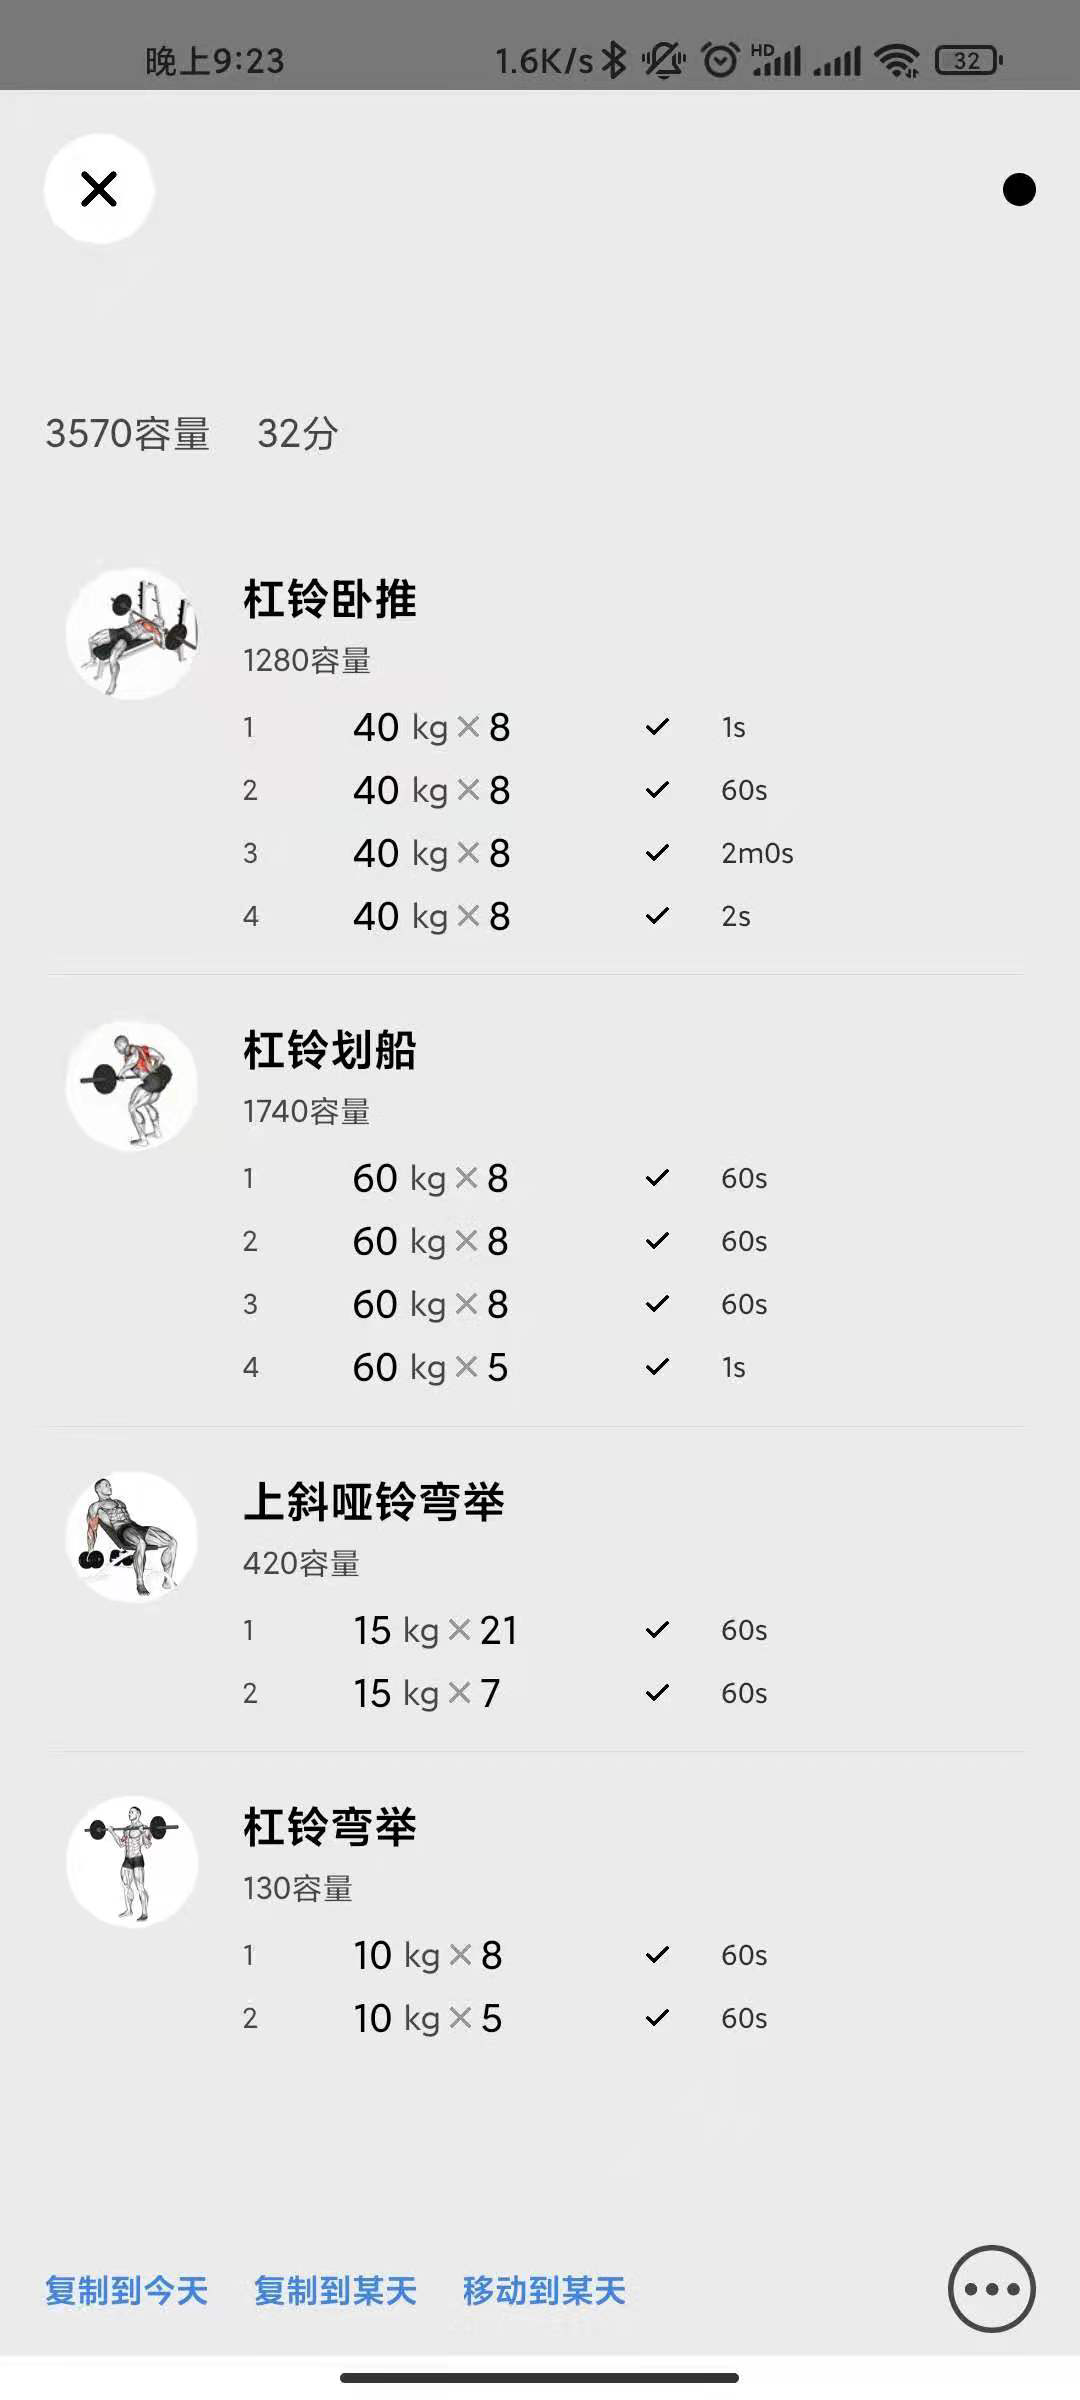 晚上9:23 1.6K/s HD 32
3570容量 32分
杠铃卧推
1280容量
1 40 kg × 8 ✓ 1s
2 40 kg × 8 ✓ 60s
3 40 kg × 8 ✓ 2m0s
4 40 kg × 8 ✓ 2s
杠铃划船
1740容量
1 60 kg × 8 ✓ 60s
2 60 kg × 8 ✓ 60s
3 60 kg × 8 ✓ 60s
4 60 kg × 5 ✓ 1s
上斜哑铃弯举
420容量
1 15 kg × 21 ✓ 60s
2 15 kg × 7 ✓ 60s
杠铃弯举
130容量
1 10 kg × 8 ✓ 60s
2 10 kg × 5 ✓ 60s
复制到今天 复制到某天 移动到某天